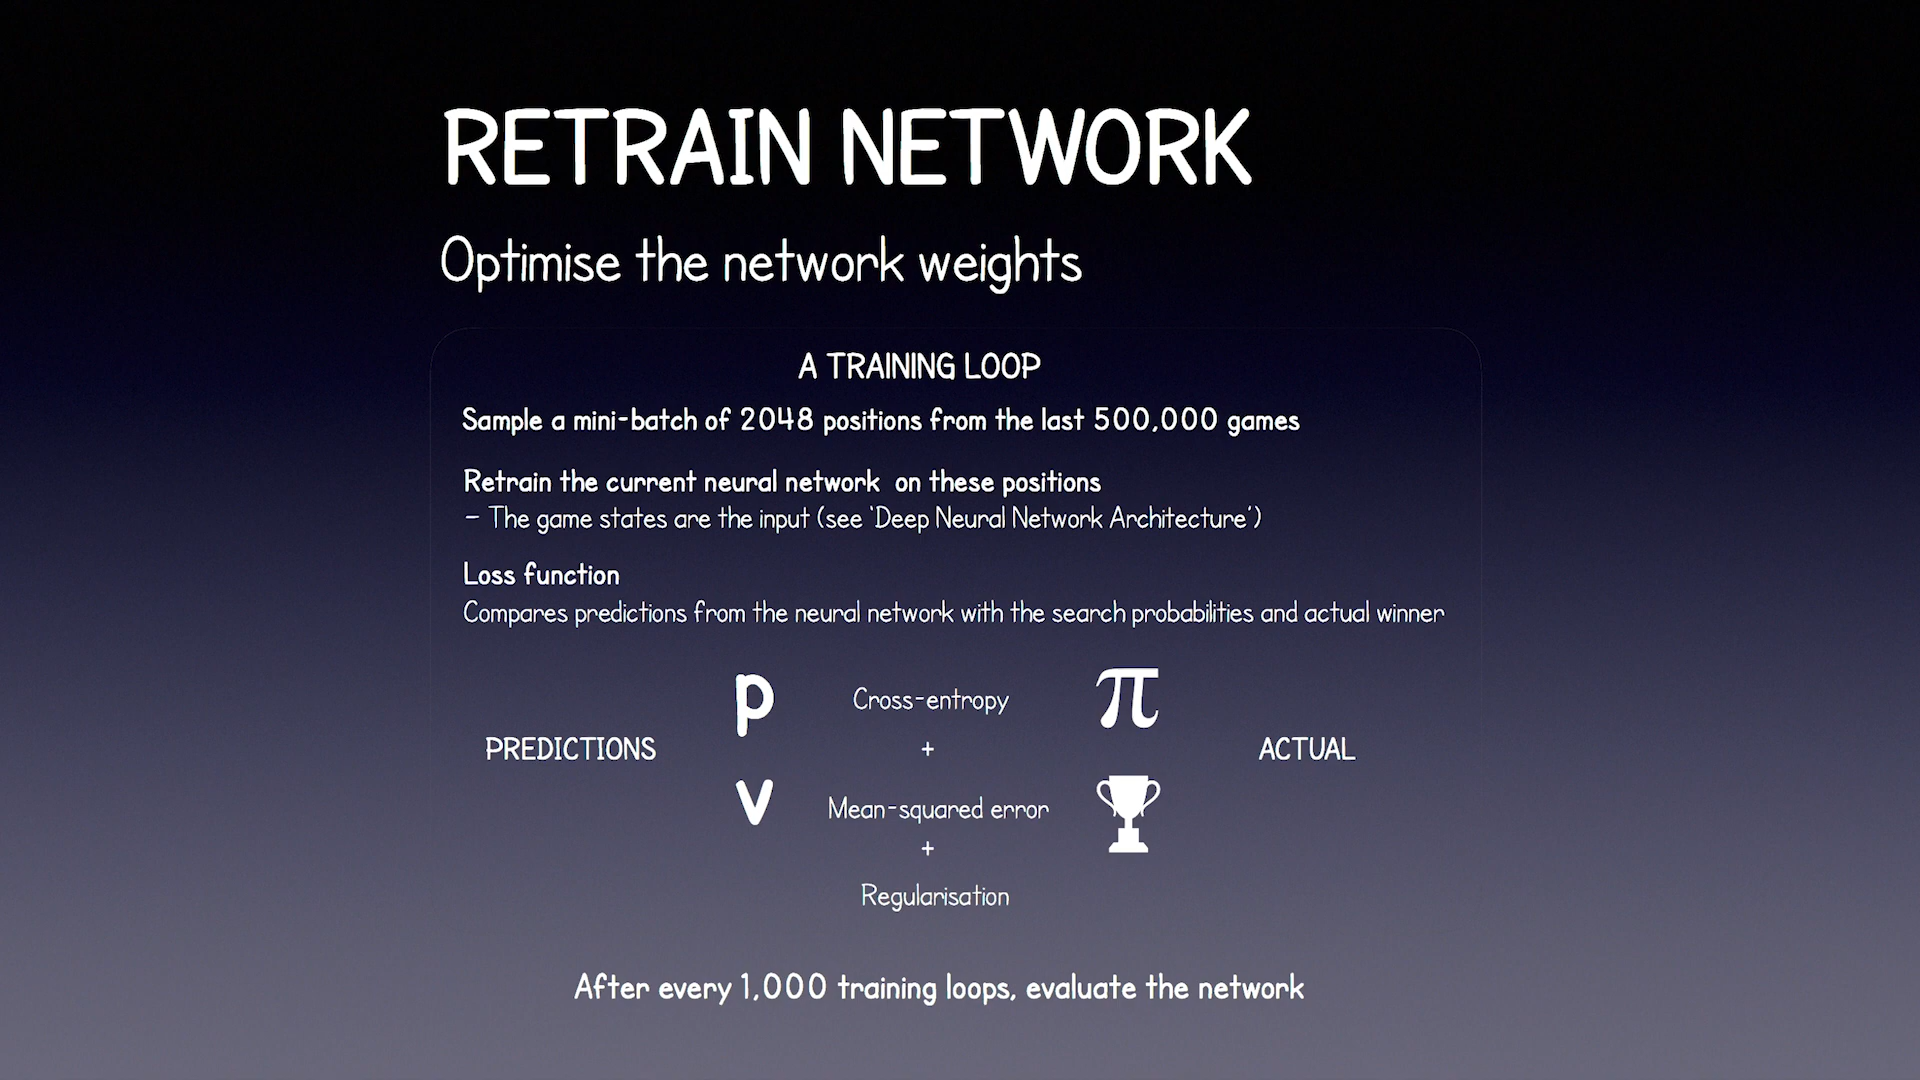 RETRAIN NETWORK
Optimise the network weights
A TRAINING LOOP
Sample a mini-batch of 2048 positions from the last 500,000 games
Retrain the current neural network on these positions
- The game states are the input (see 'Deep Neural Network Architecture')
Loss function
Compares predictions from the neural network with the search probabilities and actual winner
p Cross-entropy π
PREDICTIONS + ACTUAL
v Mean-squared error
+
Regularisation
After every 1,000 training loops, evaluate the network